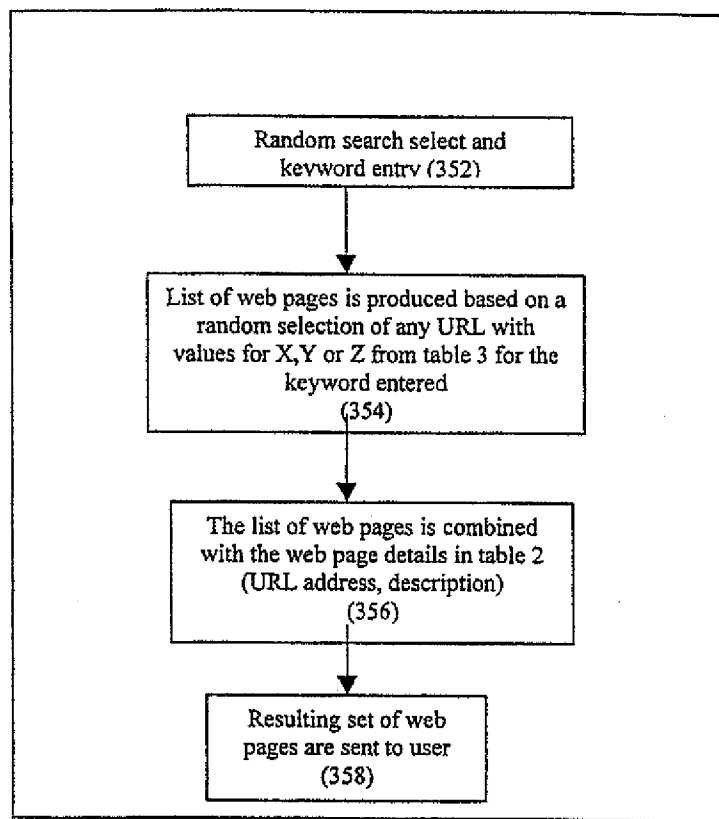 Random search select and
keyword entry (352)
List of web pages is produced based on a
random selection of any URL with
values for X,Y or Z from table 3 for the
keyword entered
(354)
The list of web pages is combined
with the web page details in table 2
(URL address, description)
(356)
Resulting set of web
pages are sent to user
(358)